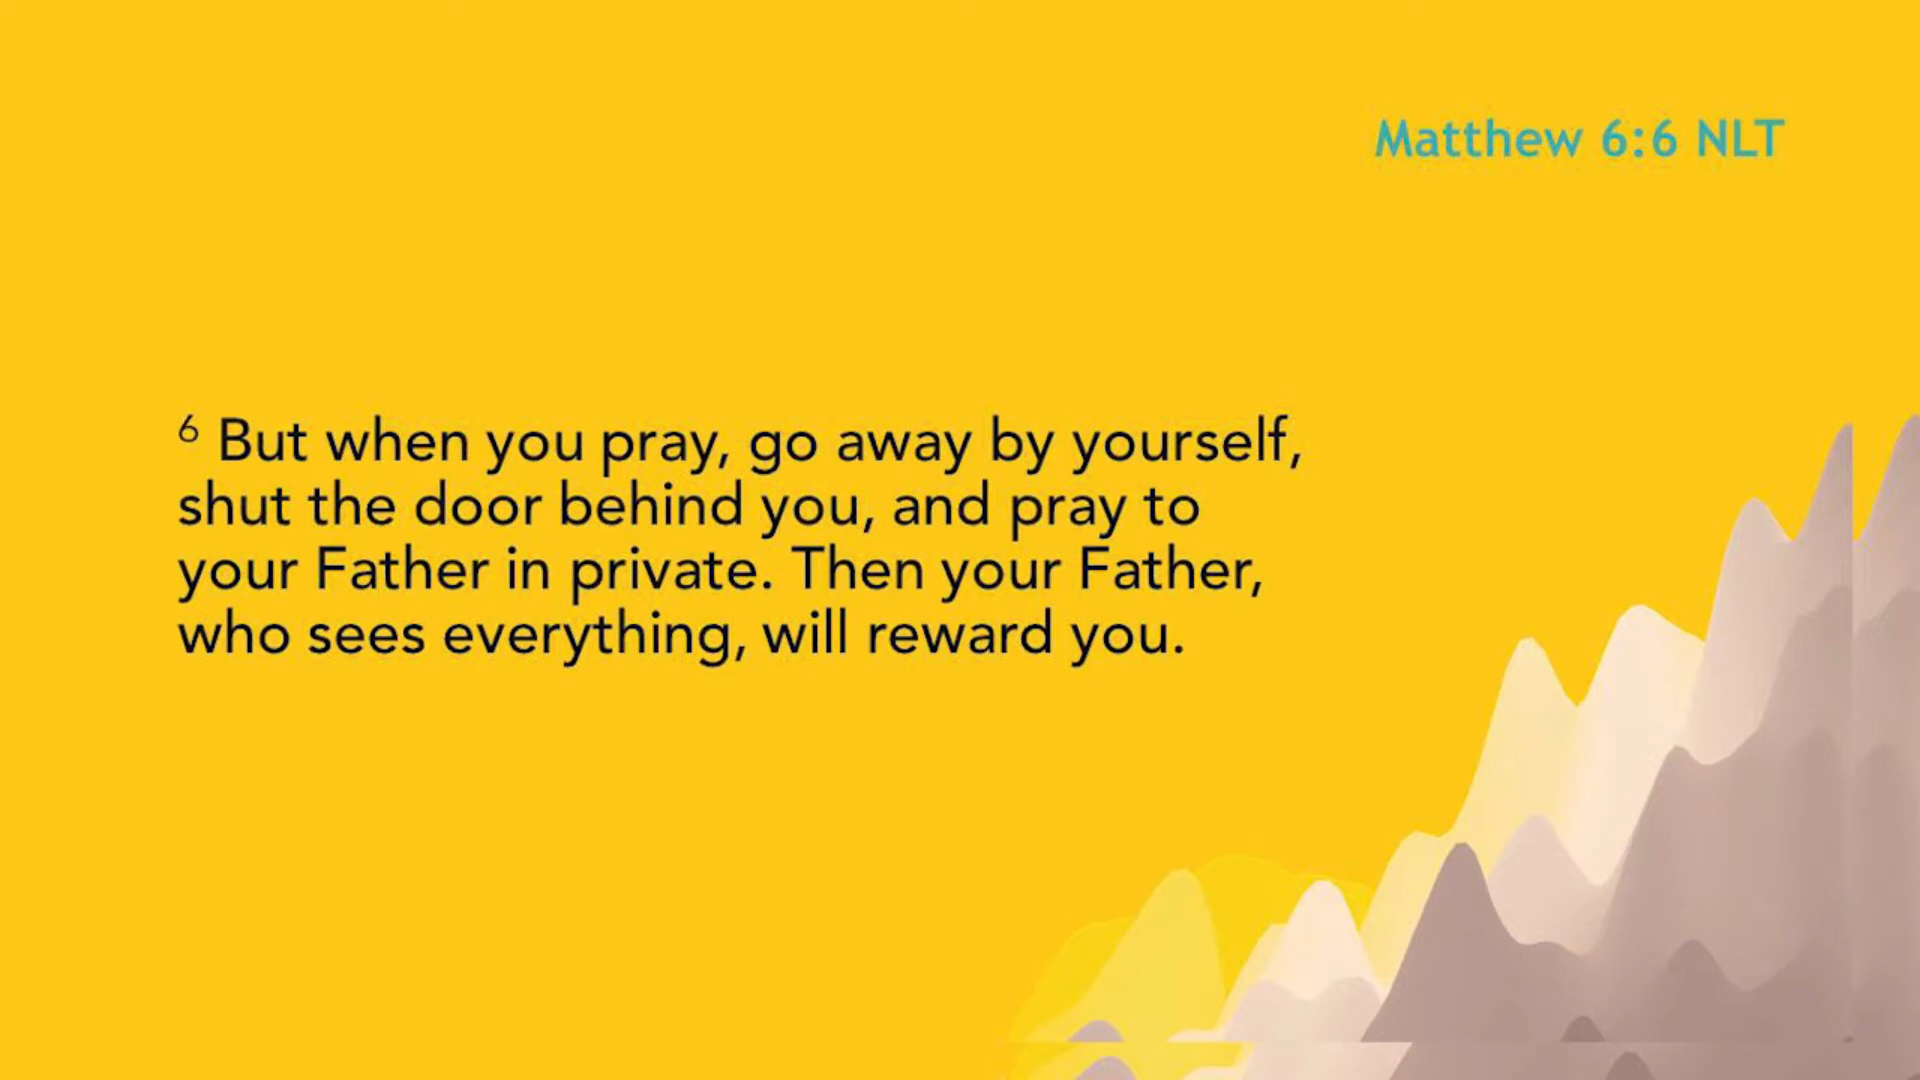 Matthew 6:6 NLT
6 But when you pray, go away by yourself,
shut the door behind you, and pray to
your Father in private. Then your Father,
who sees everything, will reward you.